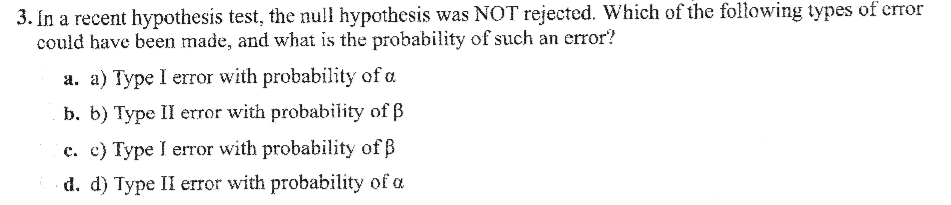 3. In a recent hypothesis test, the null hypothesis was NOT rejected. Which of the following types of error
could have been made, and what is the probability of such an error?
a. a) Type I error with probability of α
b. b) Type II error with probability of β
c. c) Type I error with probability of β
d. d) Type II error with probability of α